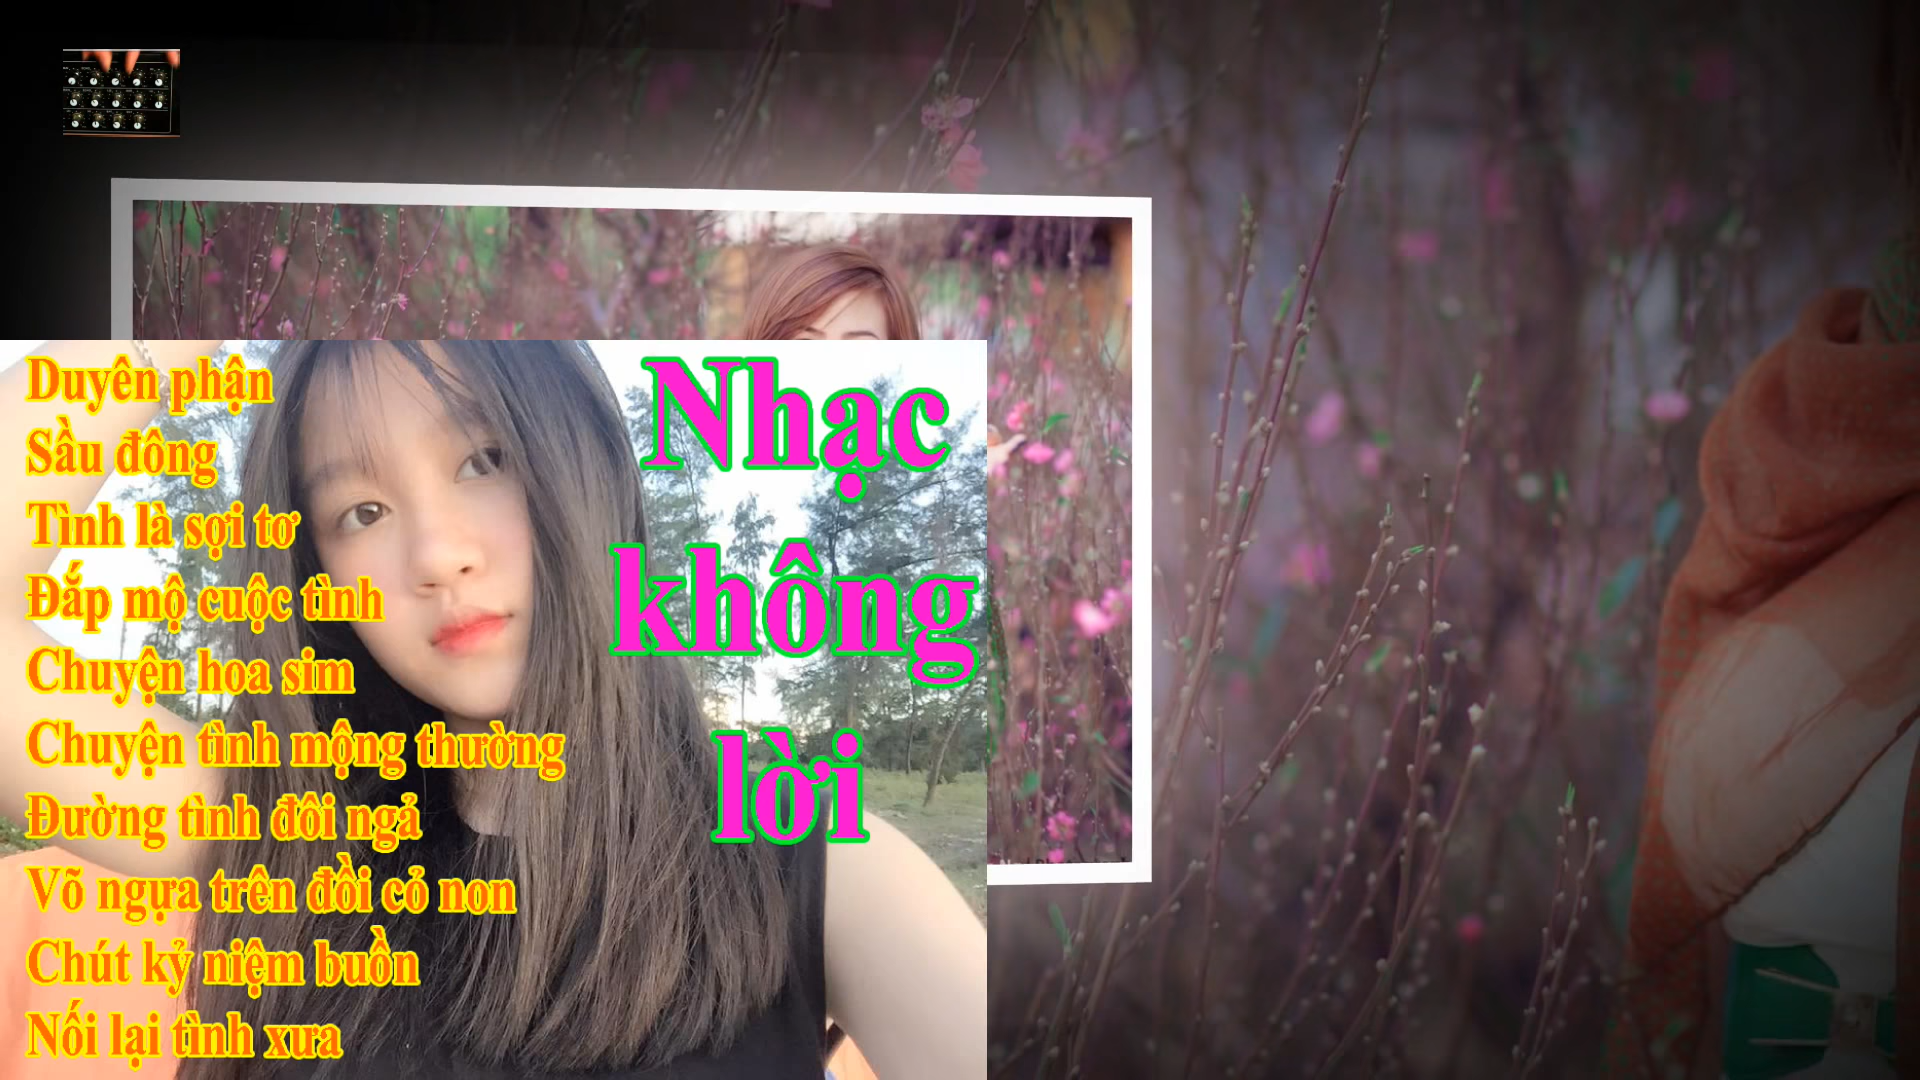 Duyên phận
Sầu đông
Tình là sợi tơ
Đắp mộ cuộc tình
Chuyện hoa sim
Chuyện tình mộng thường
Đường tình đôi ngả
Võ ngựa trên đồi cỏ non
Chút kỷ niệm buồn
Nối lại tình xưa
Nhạc
không
lời